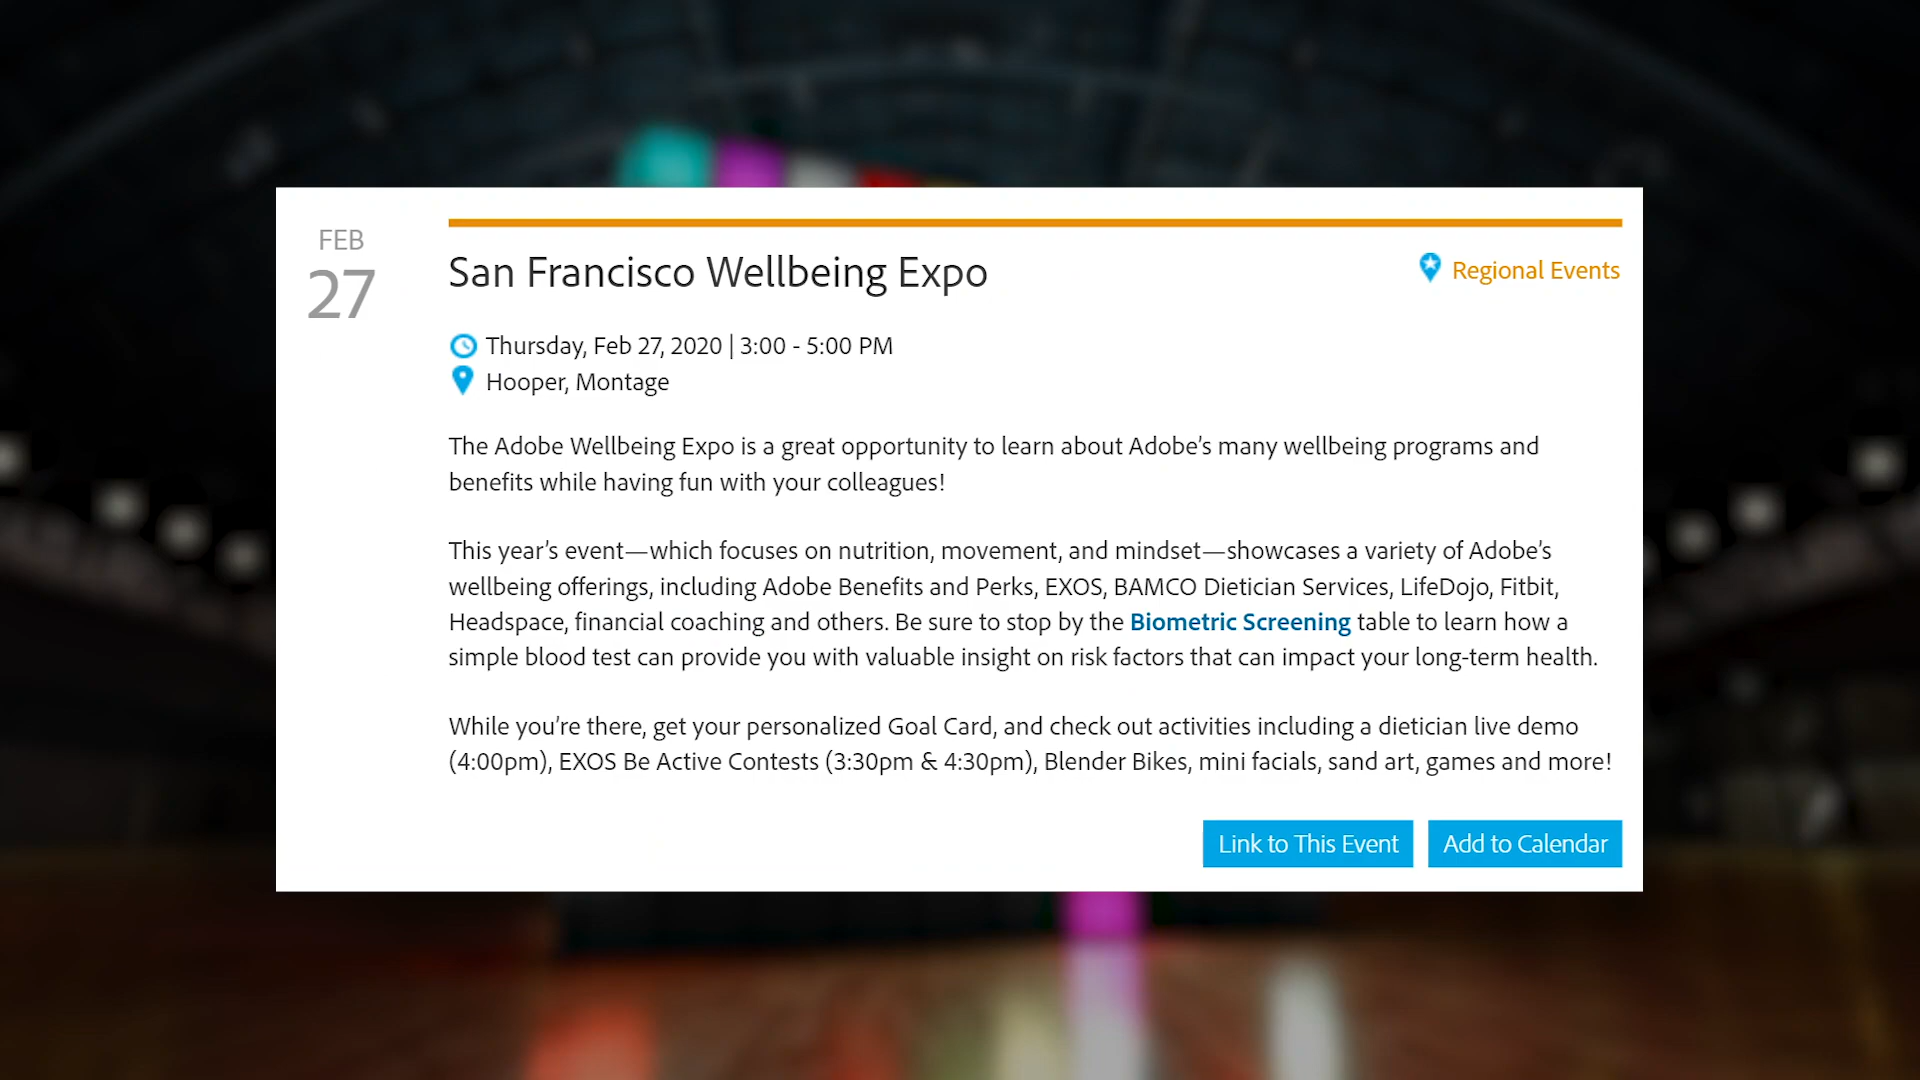 FEB
27
San Francisco Wellbeing Expo
Regional Events
Thursday, Feb 27, 2020 | 3:00 - 5:00 PM
Hooper, Montage
The Adobe Wellbeing Expo is a great opportunity to learn about Adobe’s many wellbeing programs and
benefits while having fun with your colleagues!
This year’s event—which focuses on nutrition, movement, and mindset—showcases a variety of Adobe’s
wellbeing offerings, including Adobe Benefits and Perks, EXOS, BAMCO Dietician Services, LifeDojo, Fitbit,
Headspace, financial coaching and others. Be sure to stop by the Biometric Screening table to learn how a
simple blood test can provide you with valuable insight on risk factors that can impact your long-term health.
While you’re there, get your personalized Goal Card, and check out activities including a dietician live demo
(4:00pm), EXOS Be Active Contests (3:30pm & 4:30pm), Blender Bikes, mini facials, sand art, games and more!
Link to This Event
Add to Calendar